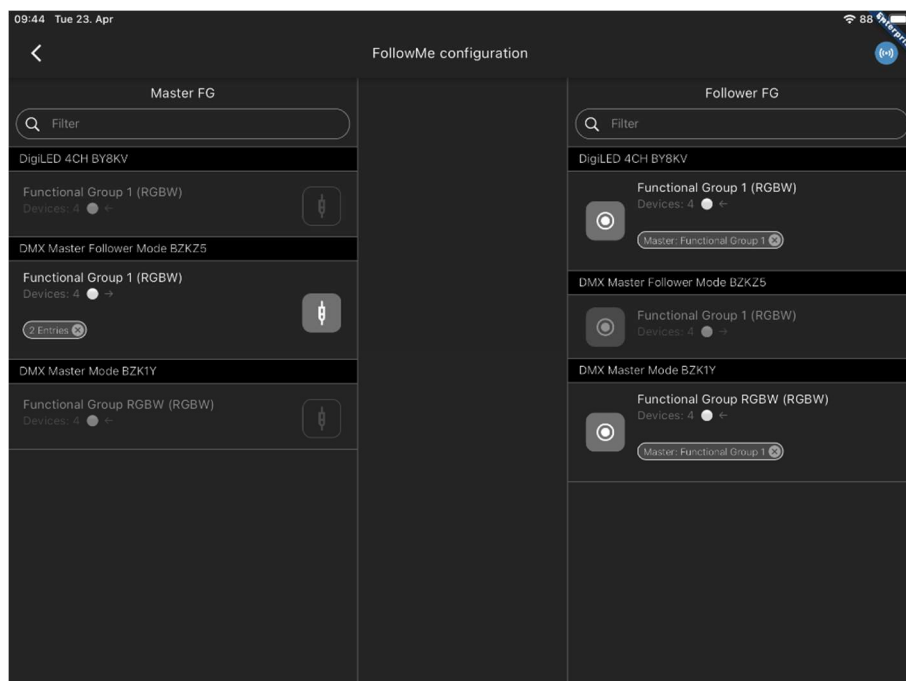 09:44 Tue 23. Apr
88
FollowMe configuration
Master FG
Filter
DigiLED 4CH BY8KV
Functional Group 1 (RGBW)
Devices: 4 ←
DMX Master Follower Mode BZKZ5
Functional Group 1 (RGBW)
Devices: 4 →
2 Entries
DMX Master Mode BZK1Y
Functional Group RGBW (RGBW)
Devices: 4 ←
Follower FG
Filter
DigiLED 4CH BY8KV
Functional Group 1 (RGBW)
Devices: 4 ←
Master: Functional Group 1
DMX Master Follower Mode BZKZ5
Functional Group 1 (RGBW)
Devices: 4 →
DMX Master Mode BZK1Y
Functional Group RGBW (RGBW)
Devices: 4 ←
Master: Functional Group 1